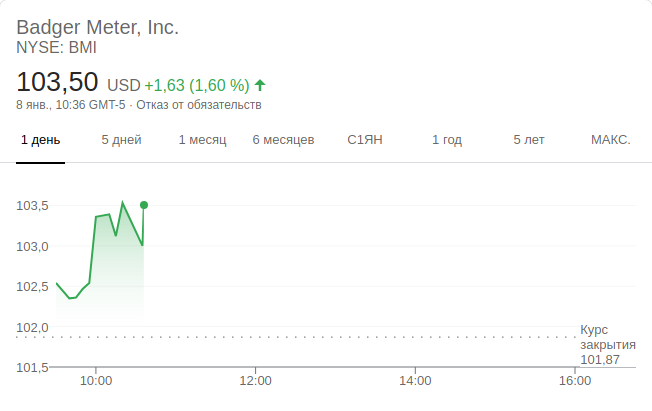 Badger Meter, Inc.
NYSE: BMI
103,50 USD +1,63 (1,60 %) ↑
8 янв., 10:36 GMT-5 · Отказ от обязательств
1 день 5 дней 1 месяц 6 месяцев С1ЯН 1 год 5 лет МАКС.
103,5
103,0
102,5
102,0
Курс
закрытия
101,87
101,5
10:00 12:00 14:00 16:00